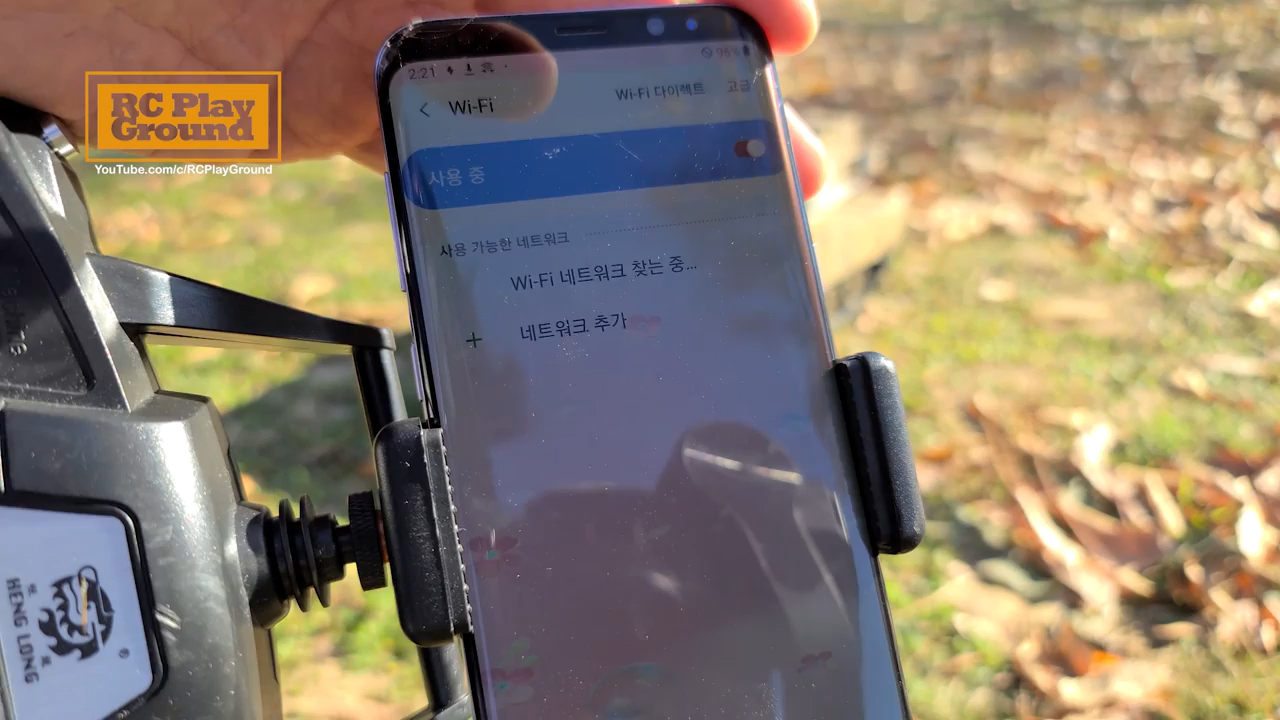 RC Play
Ground
YouTube.com/c/RCPlayGround
2:21
96%
Wi-Fi
Wi-Fi 다이렉트
고급
사용 중
사용 가능한 네트워크
Wi-Fi 네트워크 찾는 중...
+ 네트워크 추가
HENG LONG
®